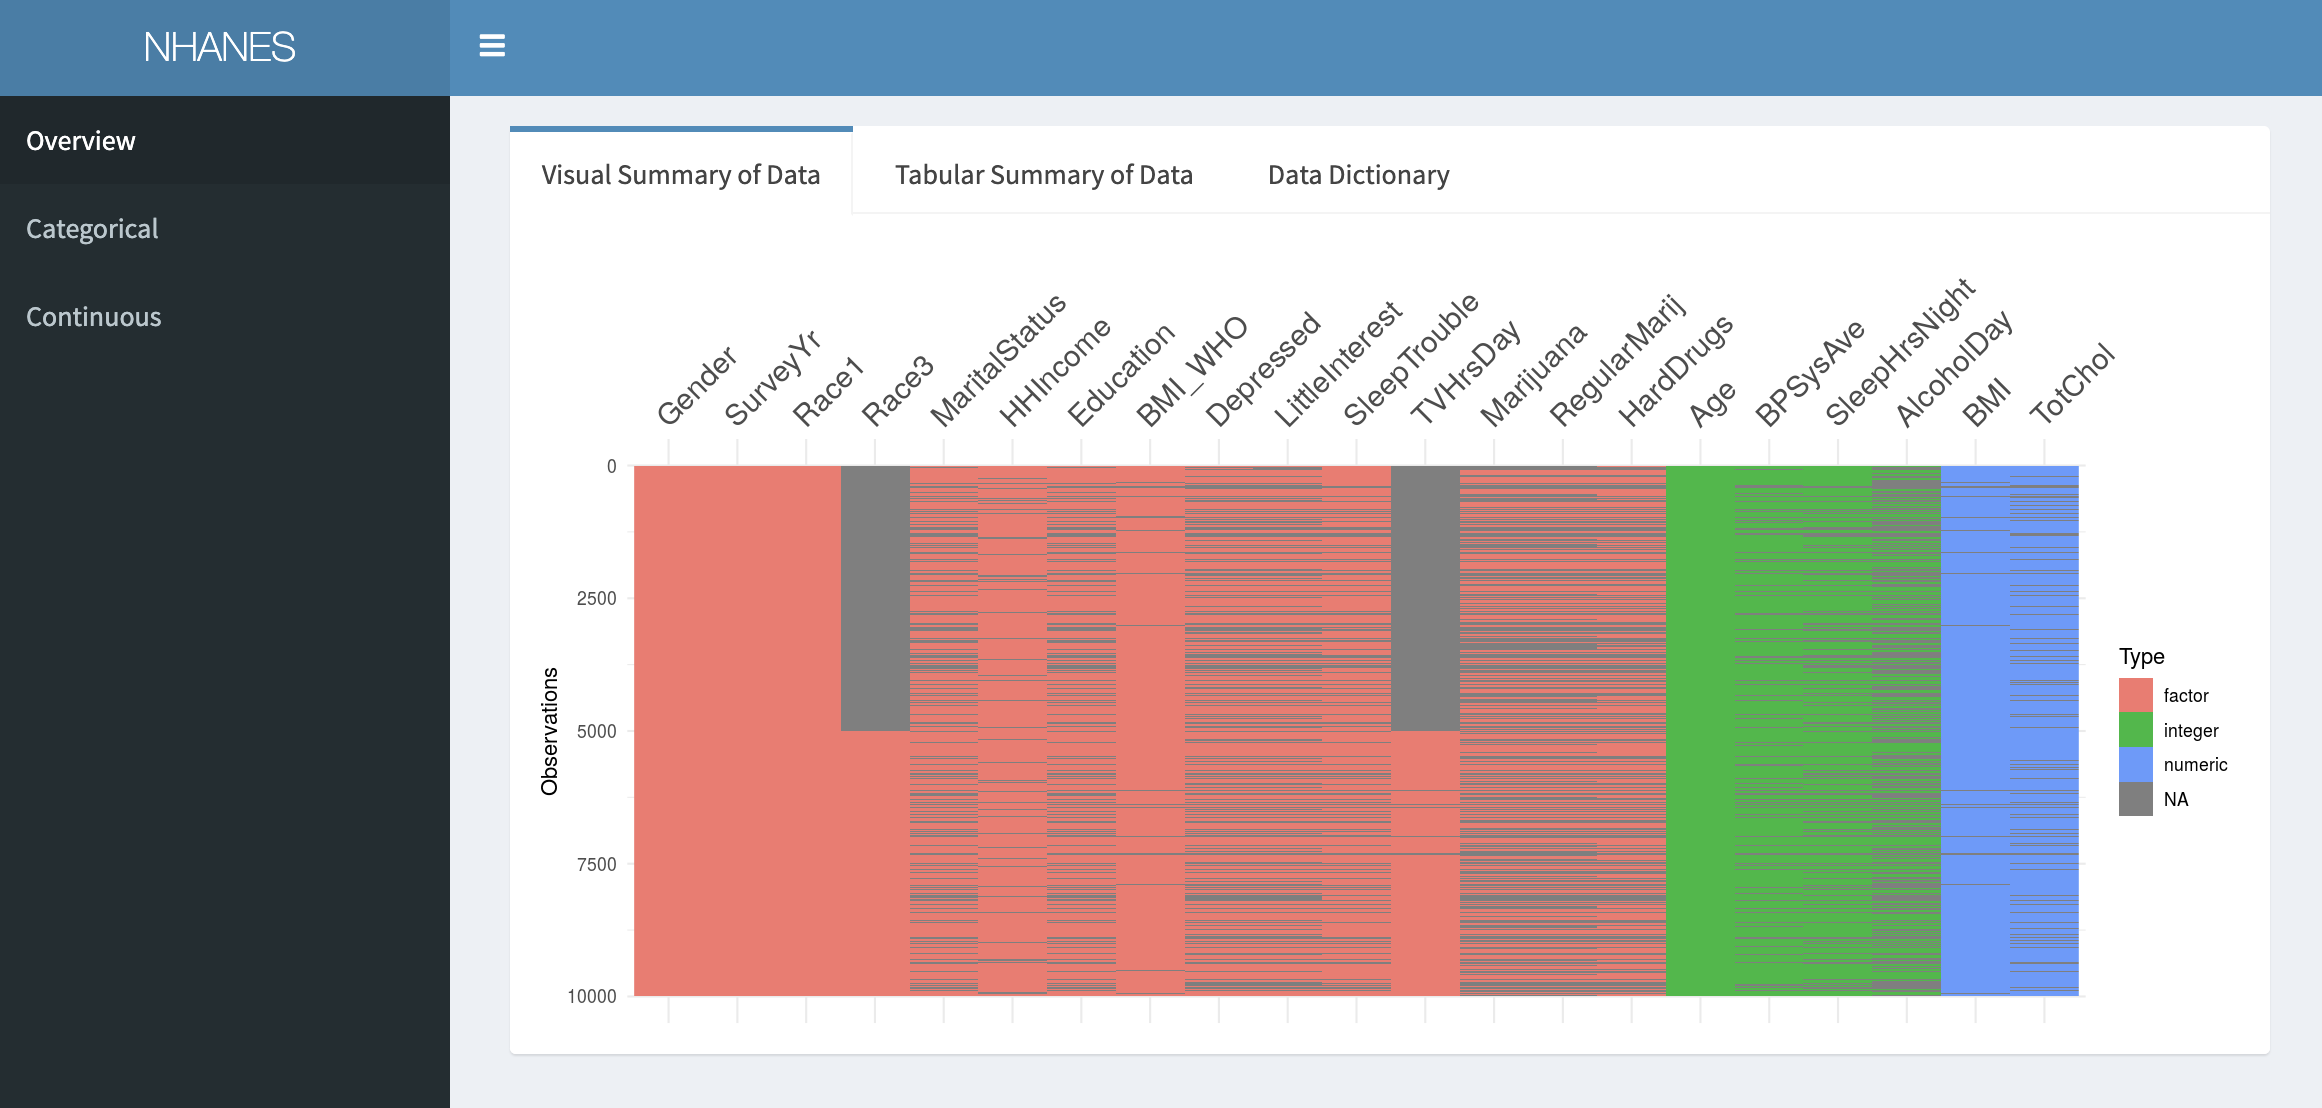 NHANES
Overview
Categorical
Continuous
Visual Summary of Data
Tabular Summary of Data
Data Dictionary
Gender
SurveyYr
Race1
Race3
MaritalStatus
HHIncome
Education
BMI_WHO
Depressed
LittleInterest
SleepTrouble
TVHrsDay
Marijuana
RegularMarij
HardDrugs
Age
BPSysAve
SleepHrsNight
AlcoholDay
BMI
TotChol
Observations
0
2500
5000
7500
10000
Type
factor
integer
numeric
NA